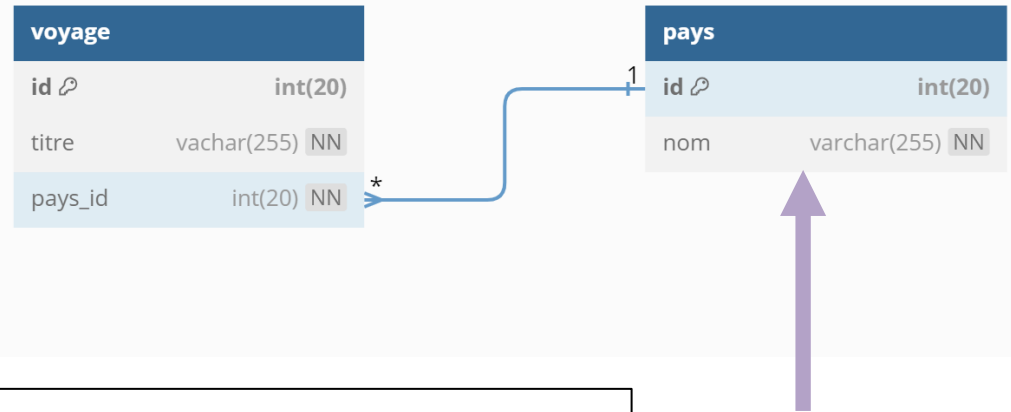 voyage
id int(20)
titre vachar(255) NN
pays_id int(20) NN
*
1
pays
id int(20)
nom varchar(255) NN